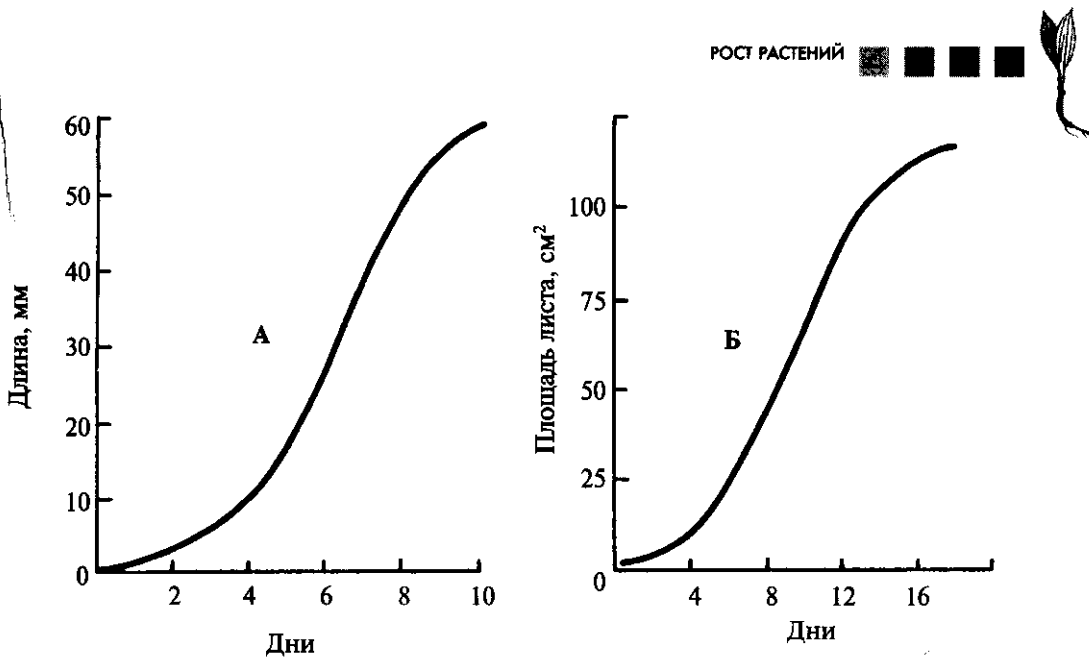 РОСТ РАСТЕНИЙ
60
50
40
30
20
10
0
2 4 6 8 10
Длина, мм
Дни
А
100
75
50
25
0
4 8 12 16
Площадь листа, см²
Дни
Б